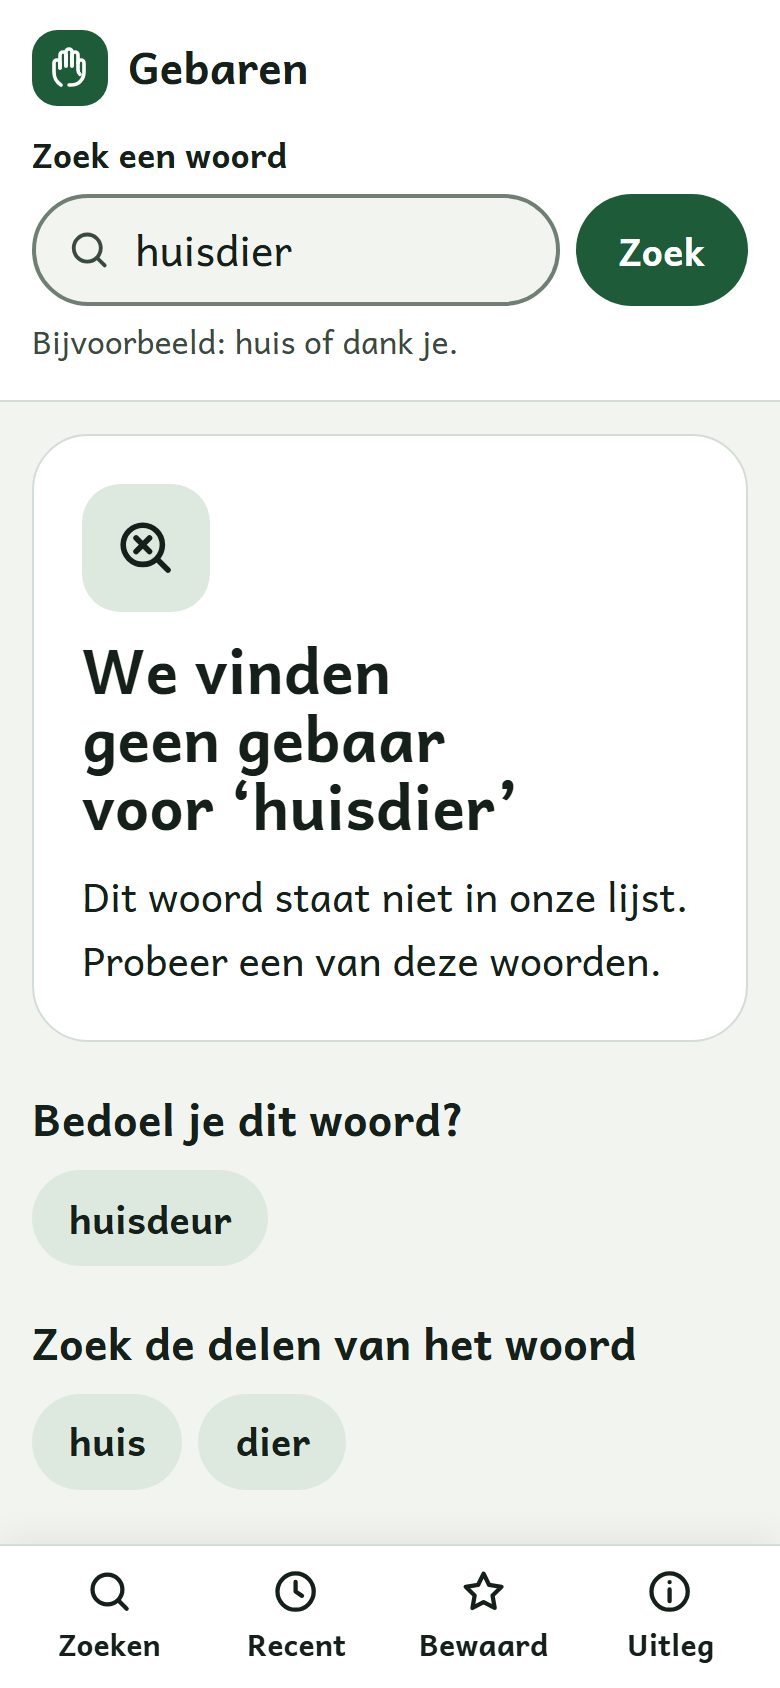 Gebaren
Zoek een woord
huisdier
Zoek
Bijvoorbeeld: huis of dank je.
We vinden
geen gebaar
voor ‘huisdier’
Dit woord staat niet in onze lijst.
Probeer een van deze woorden.
Bedoel je dit woord?
huisdeur
Zoek de delen van het woord
huis
dier
Zoeken
Recent
Bewaard
Uitleg